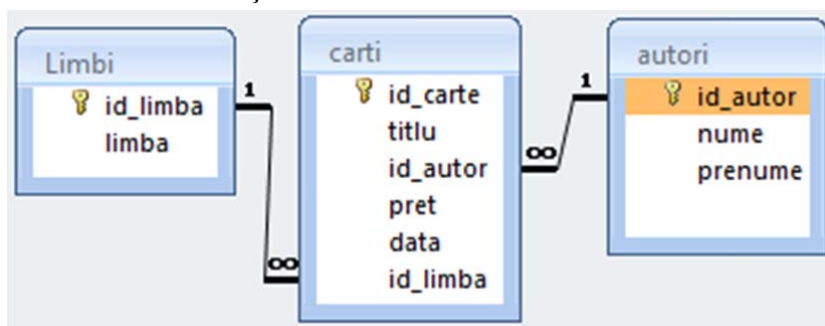 Limbi
id_limba
limba
1
∞
carti
id_carte
titlu
id_autor
pret
data
id_limba
1
∞
autori
id_autor
nume
prenume